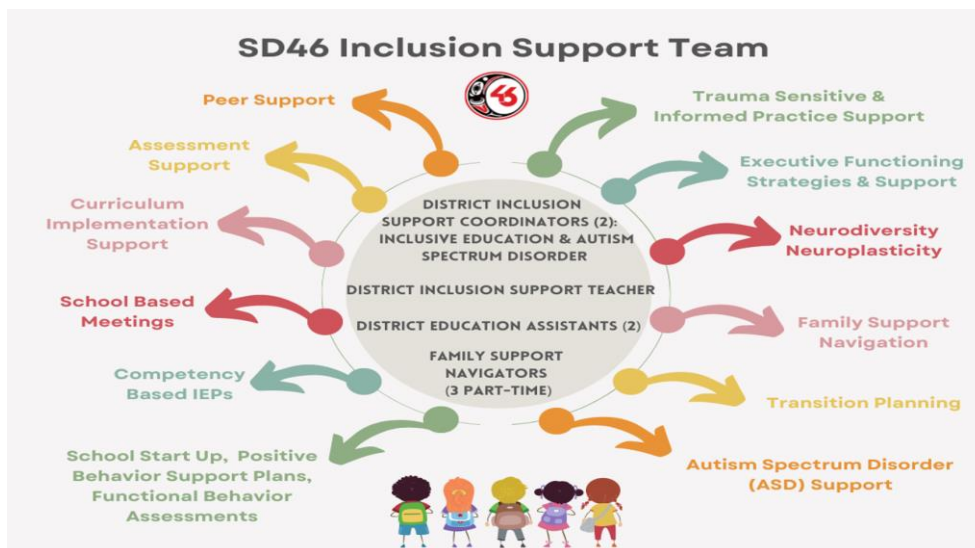 SD46 Inclusion Support Team
46
Peer Support
Assessment
Support
Curriculum
Implementation
Support
School Based
Meetings
Competency
Based IEPs
School Start Up, Positive
Behavior Support Plans,
Functional Behavior
Assessments
DISTRICT INCLUSION
SUPPORT COORDINATORS (2):
INCLUSIVE EDUCATION & AUTISM
SPECTRUM DISORDER
DISTRICT INCLUSION SUPPORT TEACHER
DISTRICT EDUCATION ASSISTANTS (2)
FAMILY SUPPORT
NAVIGATORS
(3 PART-TIME)
Trauma Sensitive &
Informed Practice Support
Executive Functioning
Strategies & Support
Neurodiversity
Neuroplasticity
Family Support
Navigation
Transition Planning
Autism Spectrum Disorder
(ASD) Support